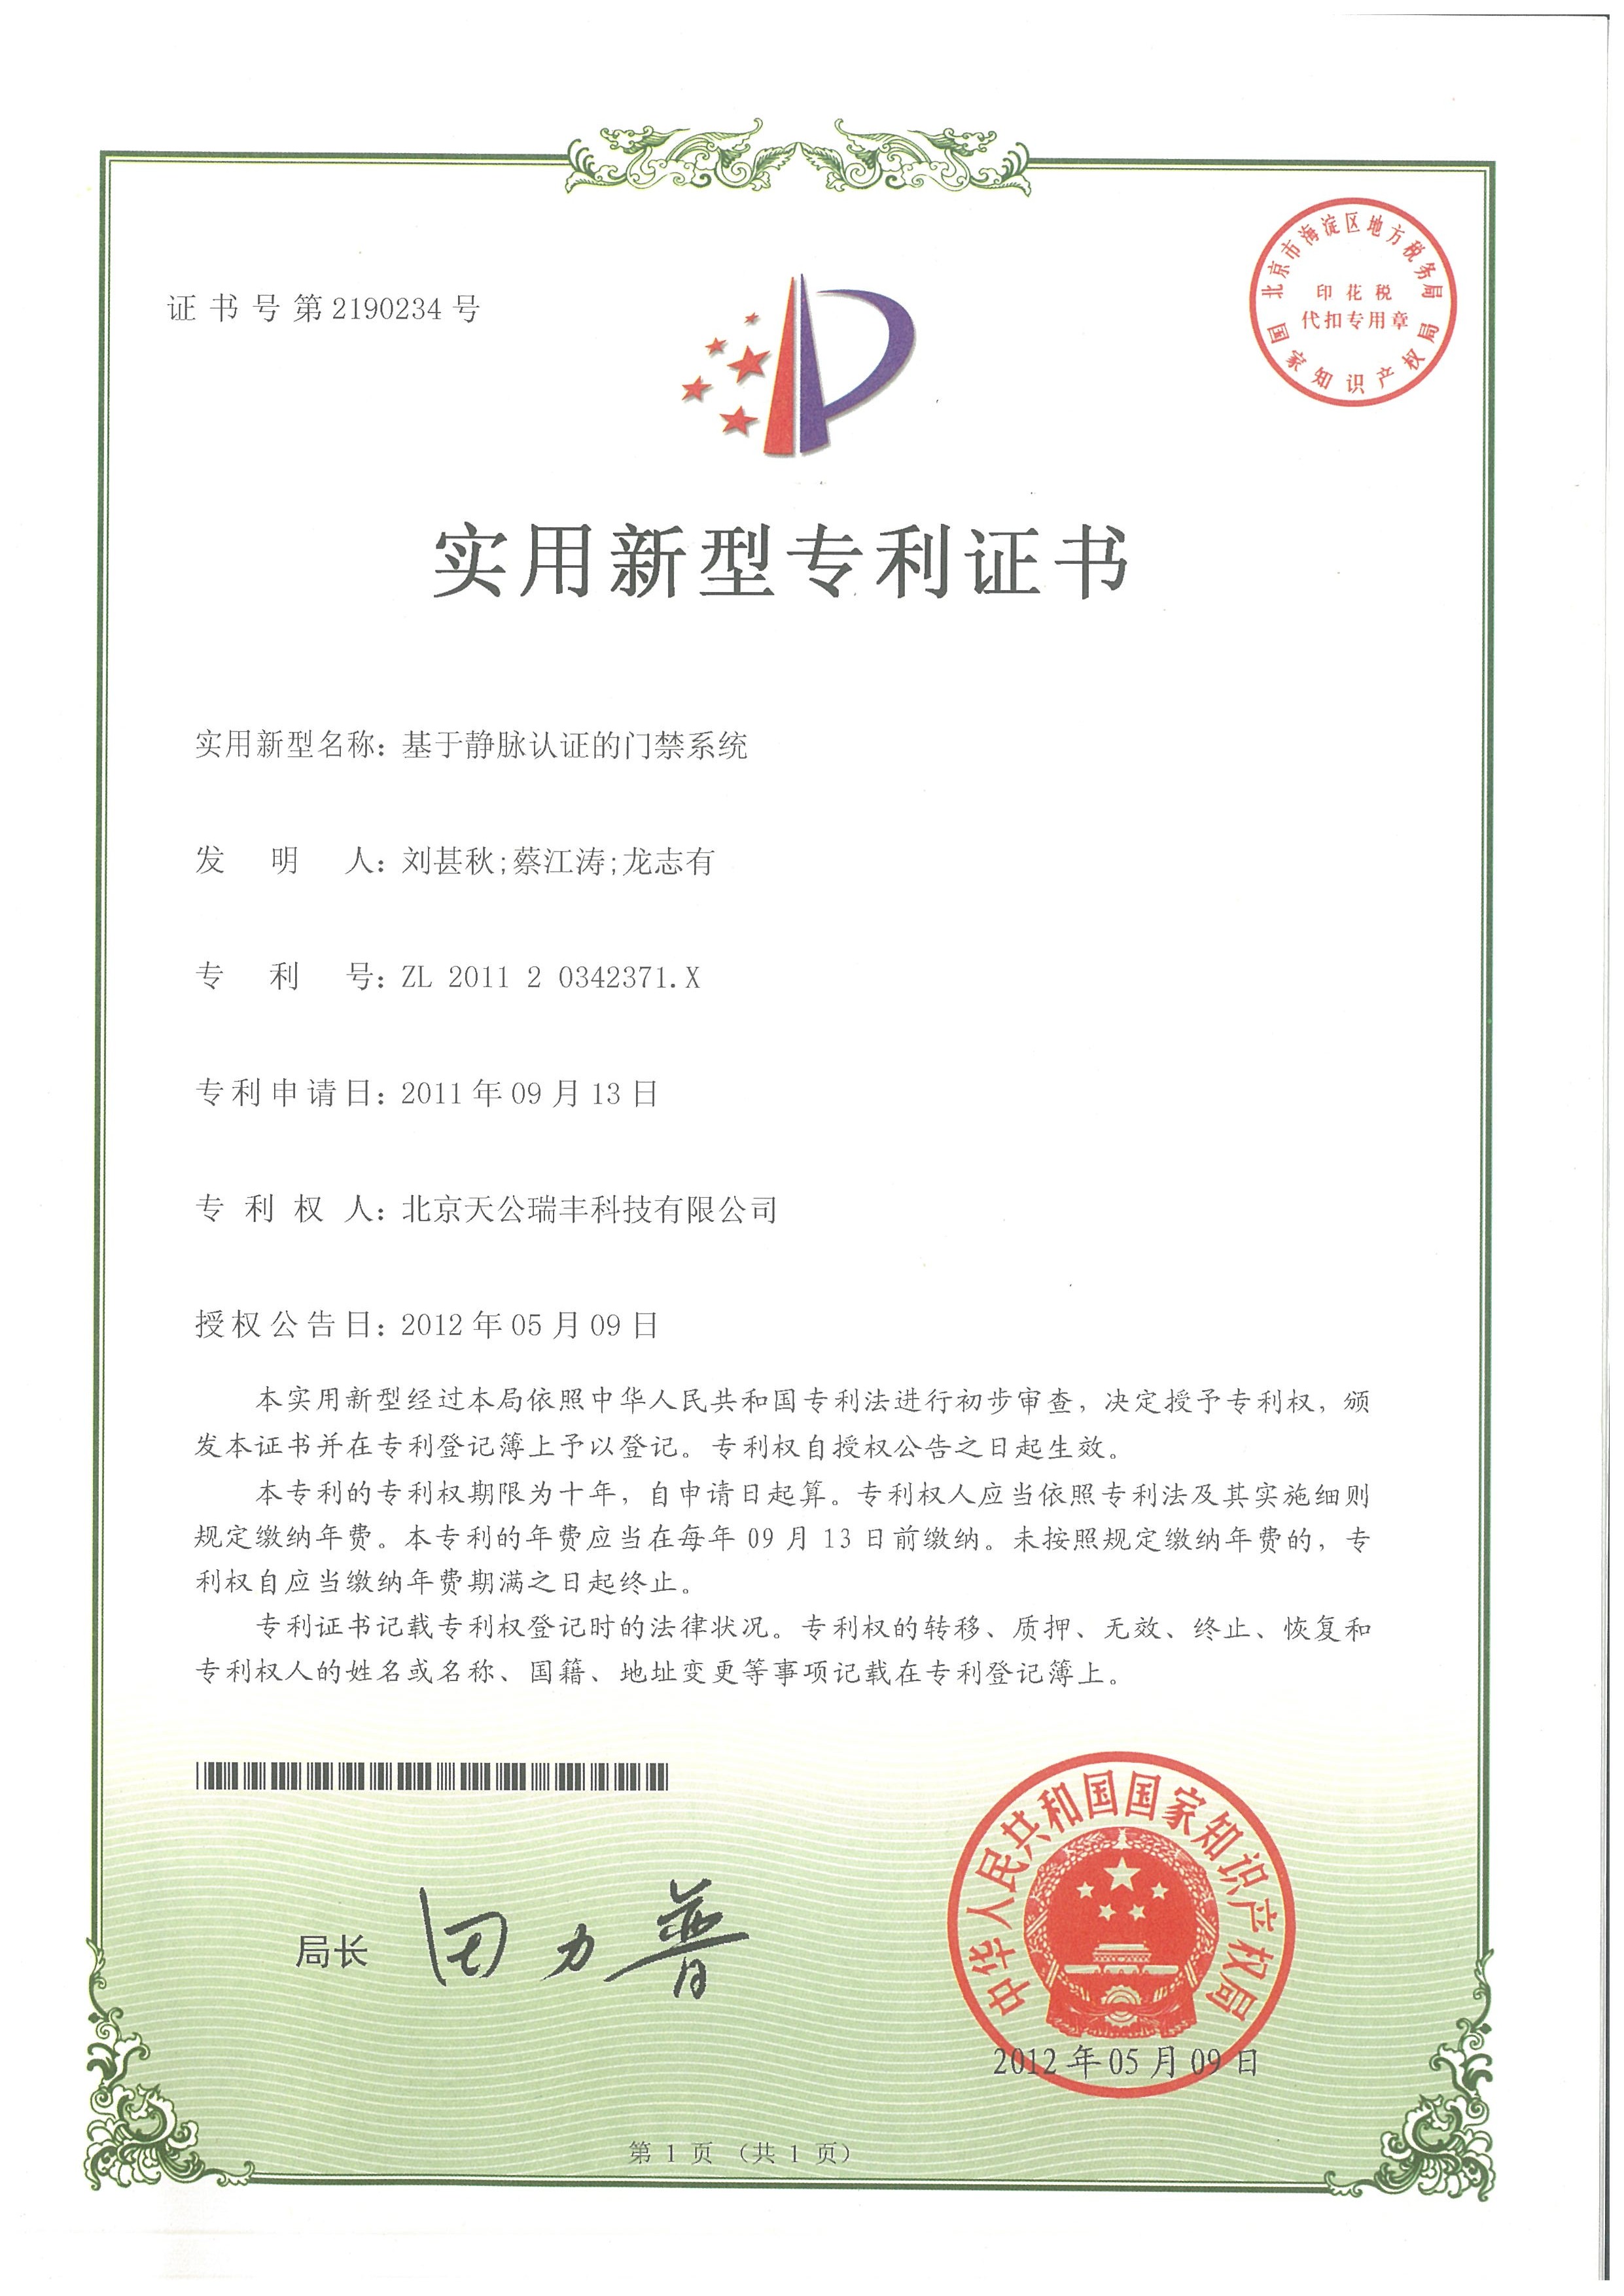 证书号第2190234号
北京市海淀区地方税务局
印花税
代扣专用章
国家知识产权局
实用新型专利证书
实用新型名称：基于静脉认证的门禁系统
发明人：刘甚秋;蔡江涛;龙志有
专利号：ZL 2011 2 0342371.X
专利申请日：2011年09月13日
专利权人：北京天公瑞丰科技有限公司
授权公告日：2012年05月09日
本实用新型经过本局依照中华人民共和国专利法进行初步审查，决定授予专利权，颁
发本证书并在专利登记簿上予以登记。专利权自授权公告之日起生效。
本专利的专利权期限为十年，自申请日起算。专利权人应当依照专利法及其实施细则
规定缴纳年费。本专利的年费应当在每年09月13日前缴纳。未按照规定缴纳年费的，专
利权自应当缴纳年费期满之日起终止。
专利证书记载专利权登记时的法律状况。专利权的转移、质押、无效、终止、恢复和
专利权人的姓名或名称、国籍、地址变更等事项记载在专利登记簿上。
局长 田力普
中华人民共和国国家知识产权局
2012年05月09日
第1页（共1页）